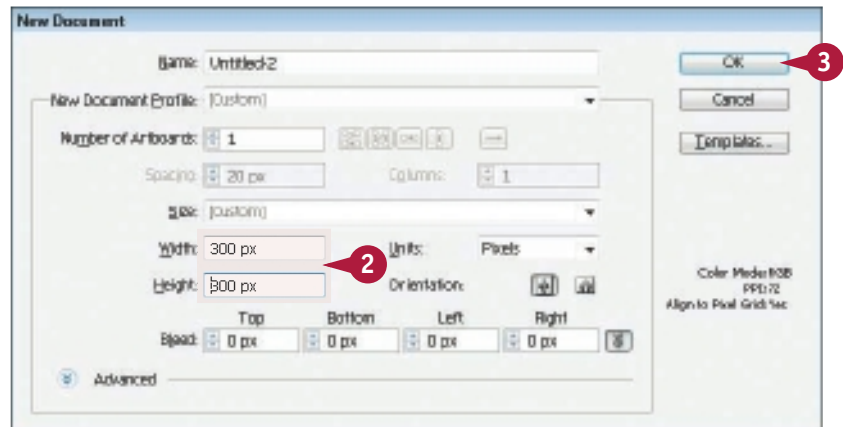 New Document
Name: Untitled-2
OK
3
New Document Profile: [Custom]
Cancel
Number of Artboards: 1
Templates...
Spacing: 20 px Columns: 1
Size: [Custom]
Width: 300 px Units: Pixels
2
Height: 300 px Orientation:
Color Mode: RGB
PPI: 72
Align to Pixel Grid: Yes
Top Bottom Left Right
Bleed: 0 px 0 px 0 px 0 px
Advanced